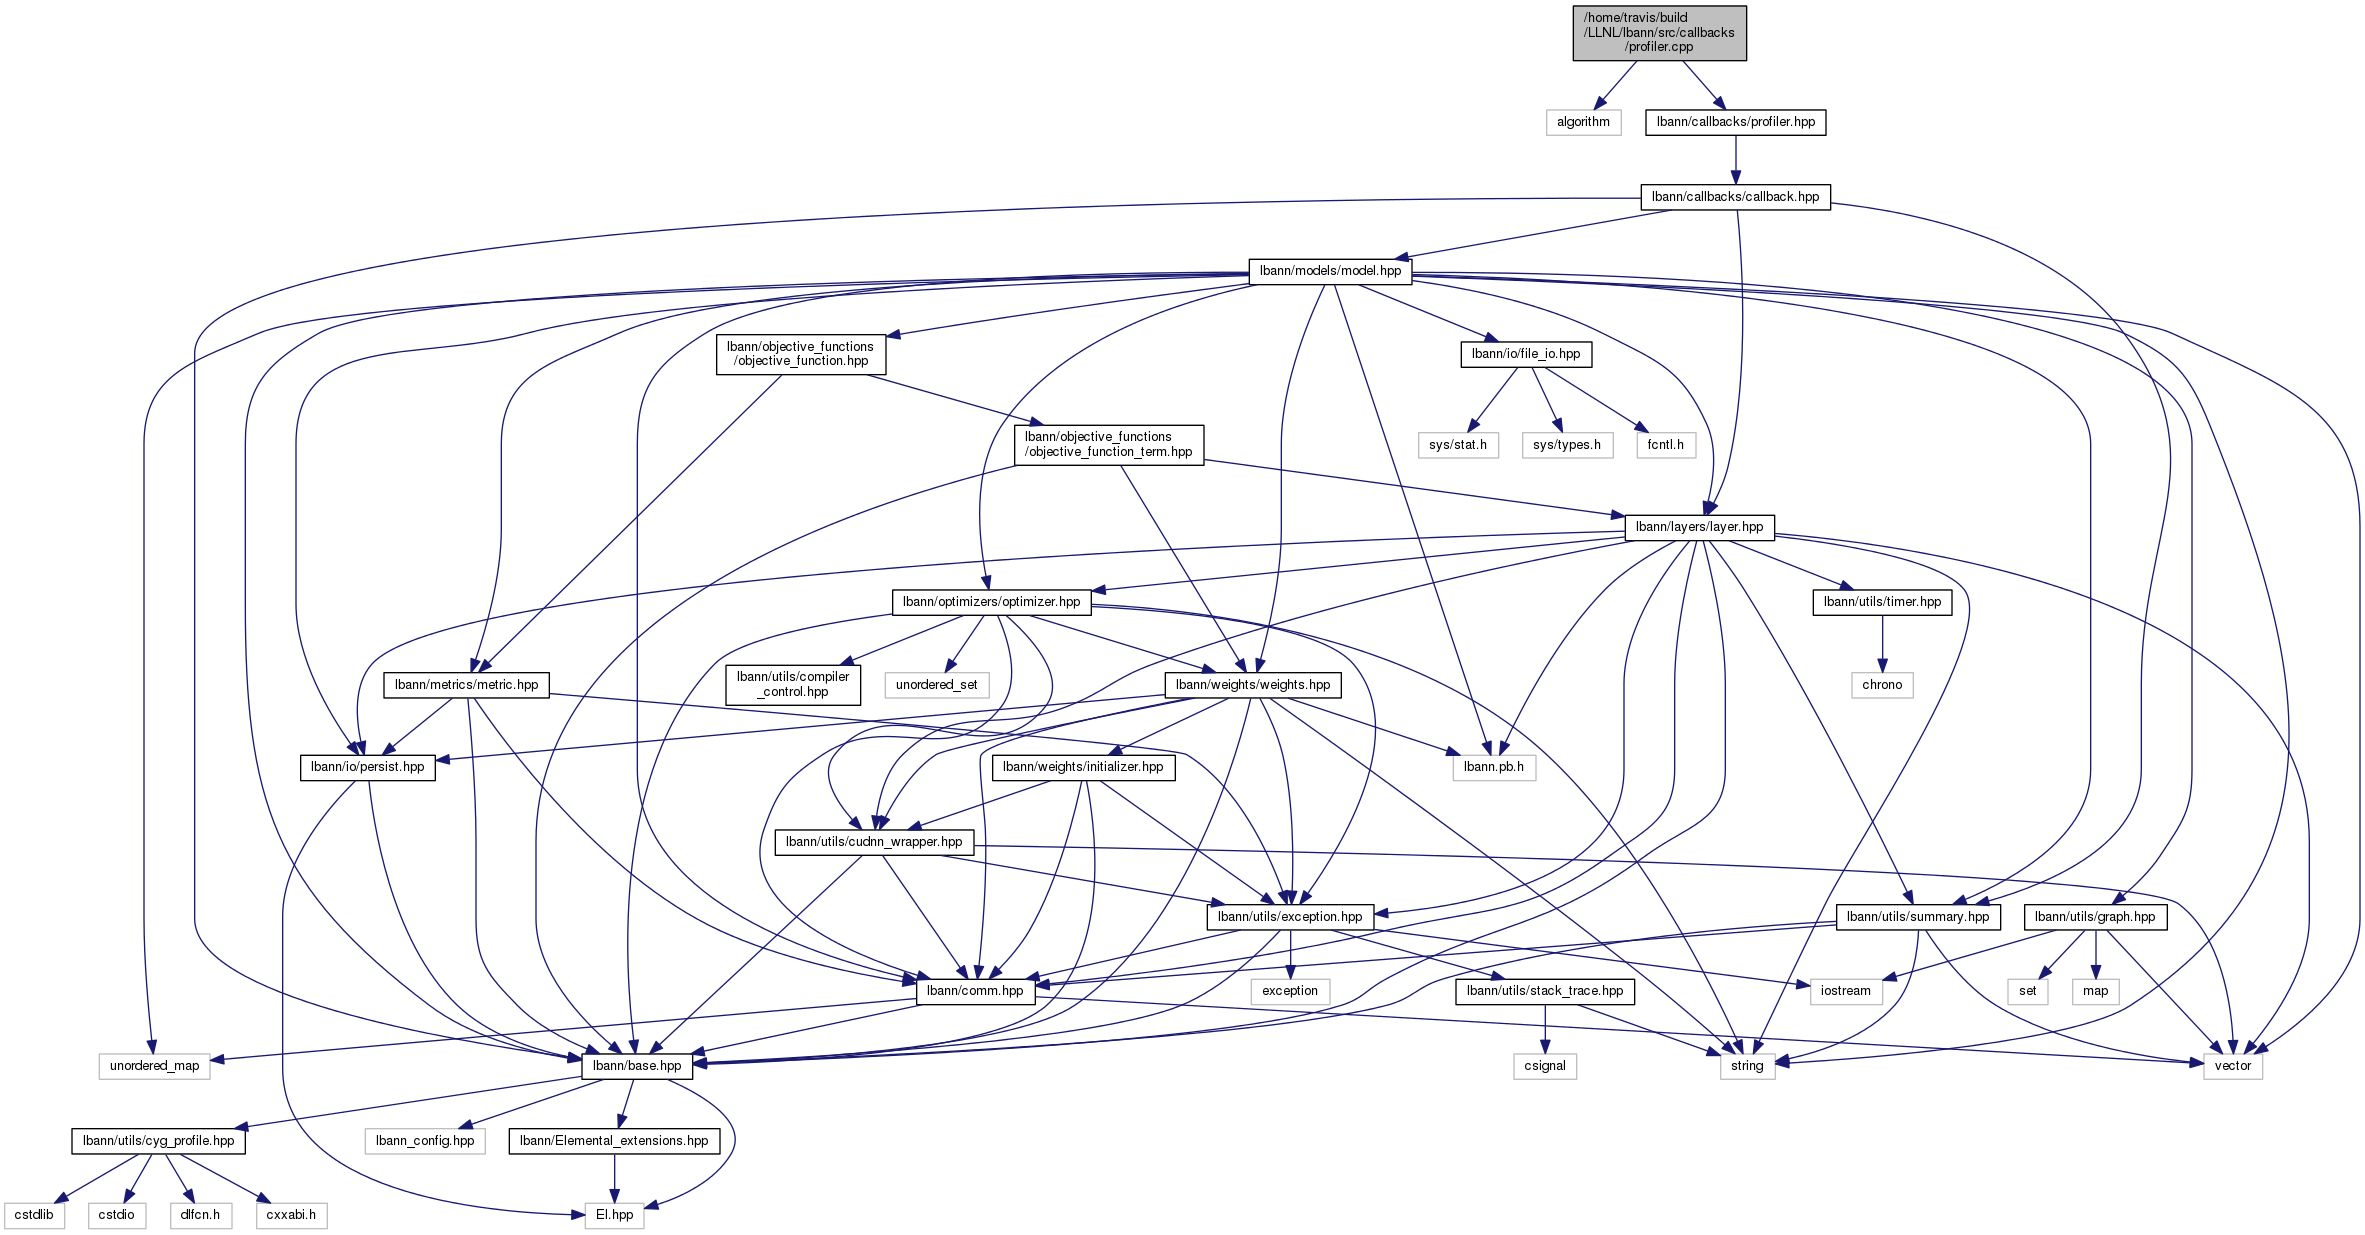 /home/travis/build
/LLNL/lbann/src/callbacks
/profiler.cpp
algorithm
lbann/callbacks/profiler.hpp
lbann/callbacks/callback.hpp
lbann/models/model.hpp
lbann/objective_functions
/objective_function.hpp
lbann/io/file_io.hpp
lbann/objective_functions
/objective_function_term.hpp
sys/stat.h
sys/types.h
fcntl.h
lbann/layers/layer.hpp
lbann/optimizers/optimizer.hpp
lbann/utils/timer.hpp
lbann/metrics/metric.hpp
lbann/utils/compiler
_control.hpp
unordered_set
lbann/weights/weights.hpp
chrono
lbann/io/persist.hpp
lbann/weights/initializer.hpp
lbann.pb.h
lbann/utils/cudnn_wrapper.hpp
lbann/utils/exception.hpp
lbann/utils/summary.hpp
lbann/utils/graph.hpp
lbann/comm.hpp
exception
lbann/utils/stack_trace.hpp
iostream
set
map
unordered_map
lbann/base.hpp
csignal
string
vector
lbann/utils/cyg_profile.hpp
lbann_config.hpp
lbann/Elemental_extensions.hpp
cstdlib
cstdio
dlfcn.h
cxxabi.h
El.hpp